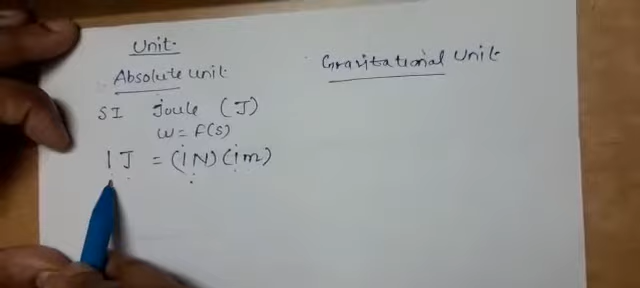 Unit.
Absolute unit
Gravitational Unit
SI Joule (J)
W = F(S)
1 J = (1N) (1m)